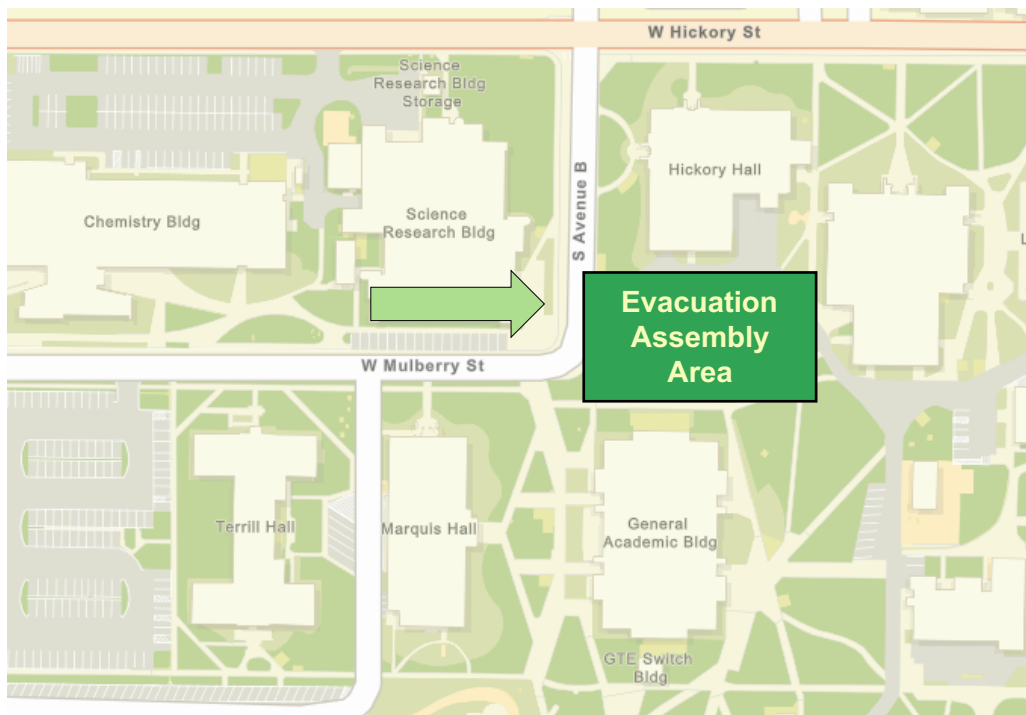 W Hickory St
Science
Research Bldg
Storage
S Avenue B
Hickory Hall
Chemistry Bldg
Science
Research Bldg
L
Evacuation
Assembly
Area
W Mulberry St
Terrill Hall
Marquis Hall
General
Academic Bldg
GTE Switch
Bldg